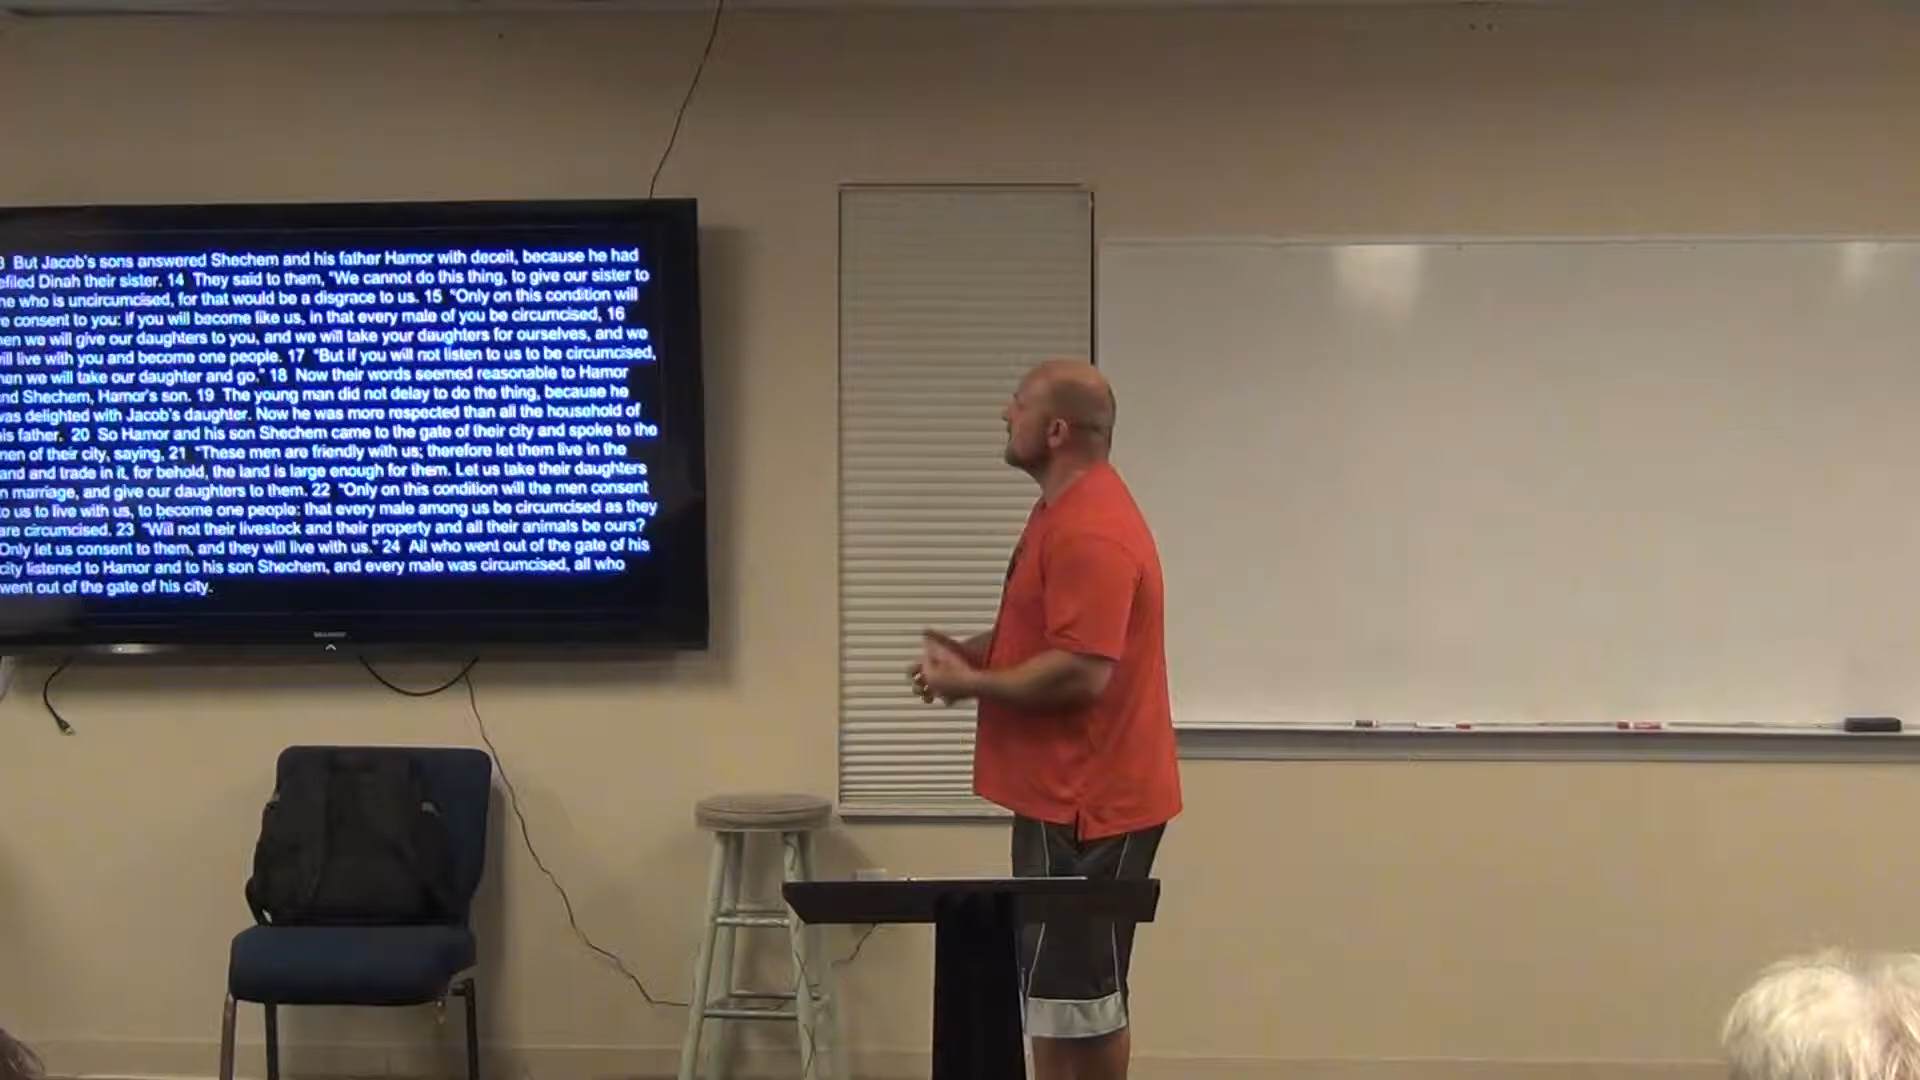 3 But Jacob's sons answered Shechem and his father Hamor with deceit, because he had
efiled Dinah their sister. 14 They said to them, "We cannot do this thing, to give our sister to
ne who is uncircumcised, for that would be a disgrace to us. 15 "Only on this condition will
e consent to you: if you will become like us, in that every male of you be circumcised, 16
hen we will give our daughters to you, and we will take your daughters for ourselves, and we
ill live with you and become one people. 17 "But if you will not listen to us to be circumcised,
hen we will take our daughter and go." 18 Now their words seemed reasonable to Hamor
nd Shechem, Hamor's son. 19 The young man did not delay to do the thing, because he
was delighted with Jacob's daughter. Now he was more respected than all the household of
is father. 20 So Hamor and his son Shechem came to the gate of their city and spoke to the
men of their city, saying, 21 "These men are friendly with us; therefore let them live in the
and and trade in it, for behold, the land is large enough for them. Let us take their daughters
n marriage, and give our daughters to them. 22 "Only on this condition will the men consent
to us to live with us, to become one people: that every male among us be circumcised as they
are circumcised. 23 "Will not their livestock and their property and all their animals be ours?
Only let us consent to them, and they will live with us." 24 All who went out of the gate of his
city listened to Hamor and to his son Shechem, and every male was circumcised, all who
went out of the gate of his city.